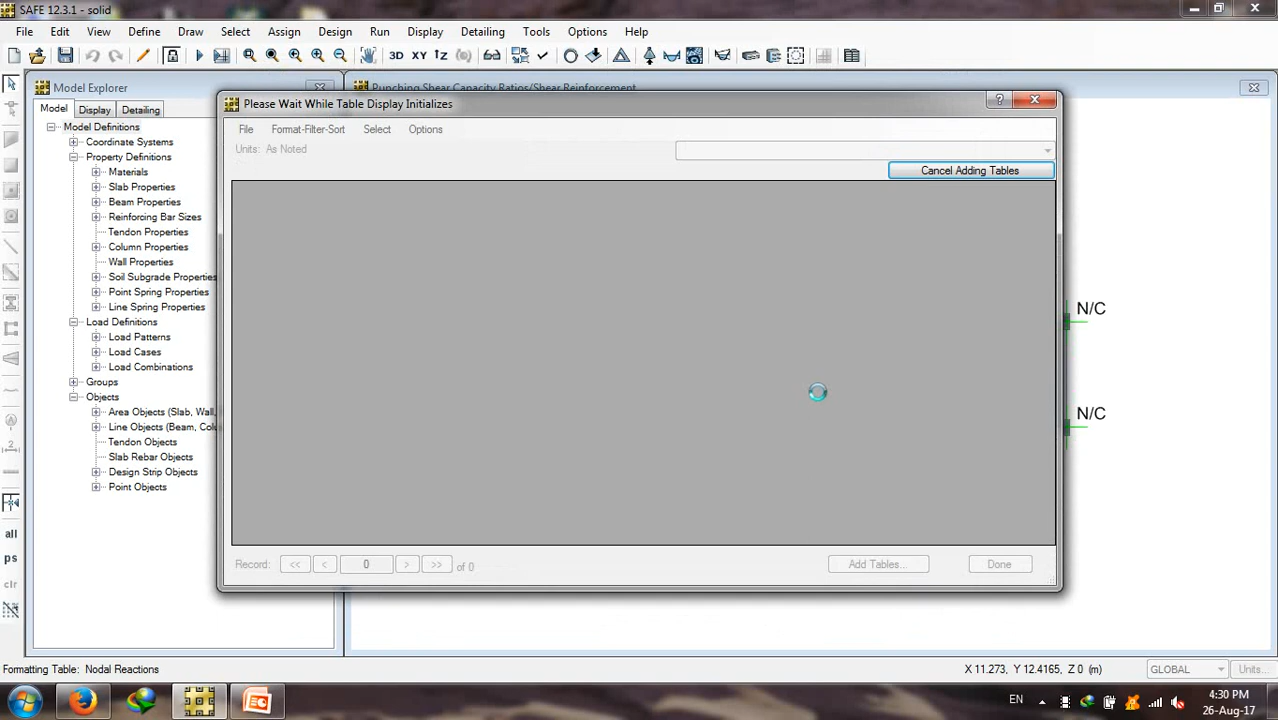 SAFE 12.3.1 - solid
File Edit View Define Draw Select Assign Design Run Display Detailing Tools Options Help
3D XY
Model Explorer
Punching Shear Capacity Ratios/Shear Reinforcement
Model Display Detailing
Please Wait While Table Display Initializes
File Format-Filter-Sort Select Options
Units: As Noted
Cancel Adding Tables
Model Definitions
Coordinate Systems
Property Definitions
Materials
Slab Properties
Beam Properties
Reinforcing Bar Sizes
Tendon Properties
Column Properties
Wall Properties
Soil Subgrade Properties
Point Spring Properties
Line Spring Properties
Load Definitions
Load Patterns
Load Cases
Load Combinations
Groups
Objects
Area Objects (Slab, Wall,
Line Objects (Beam, Colu
Tendon Objects
Slab Rebar Objects
Design Strip Objects
Point Objects
N/C
N/C
all
ps
clr
Record: << < 0 > >> of 0
Add Tables... Done
Formatting Table: Nodal Reactions
X 11.273, Y 12.4165, Z 0 (m)
GLOBAL
Units...
EN
4:30 PM
26-Aug-17